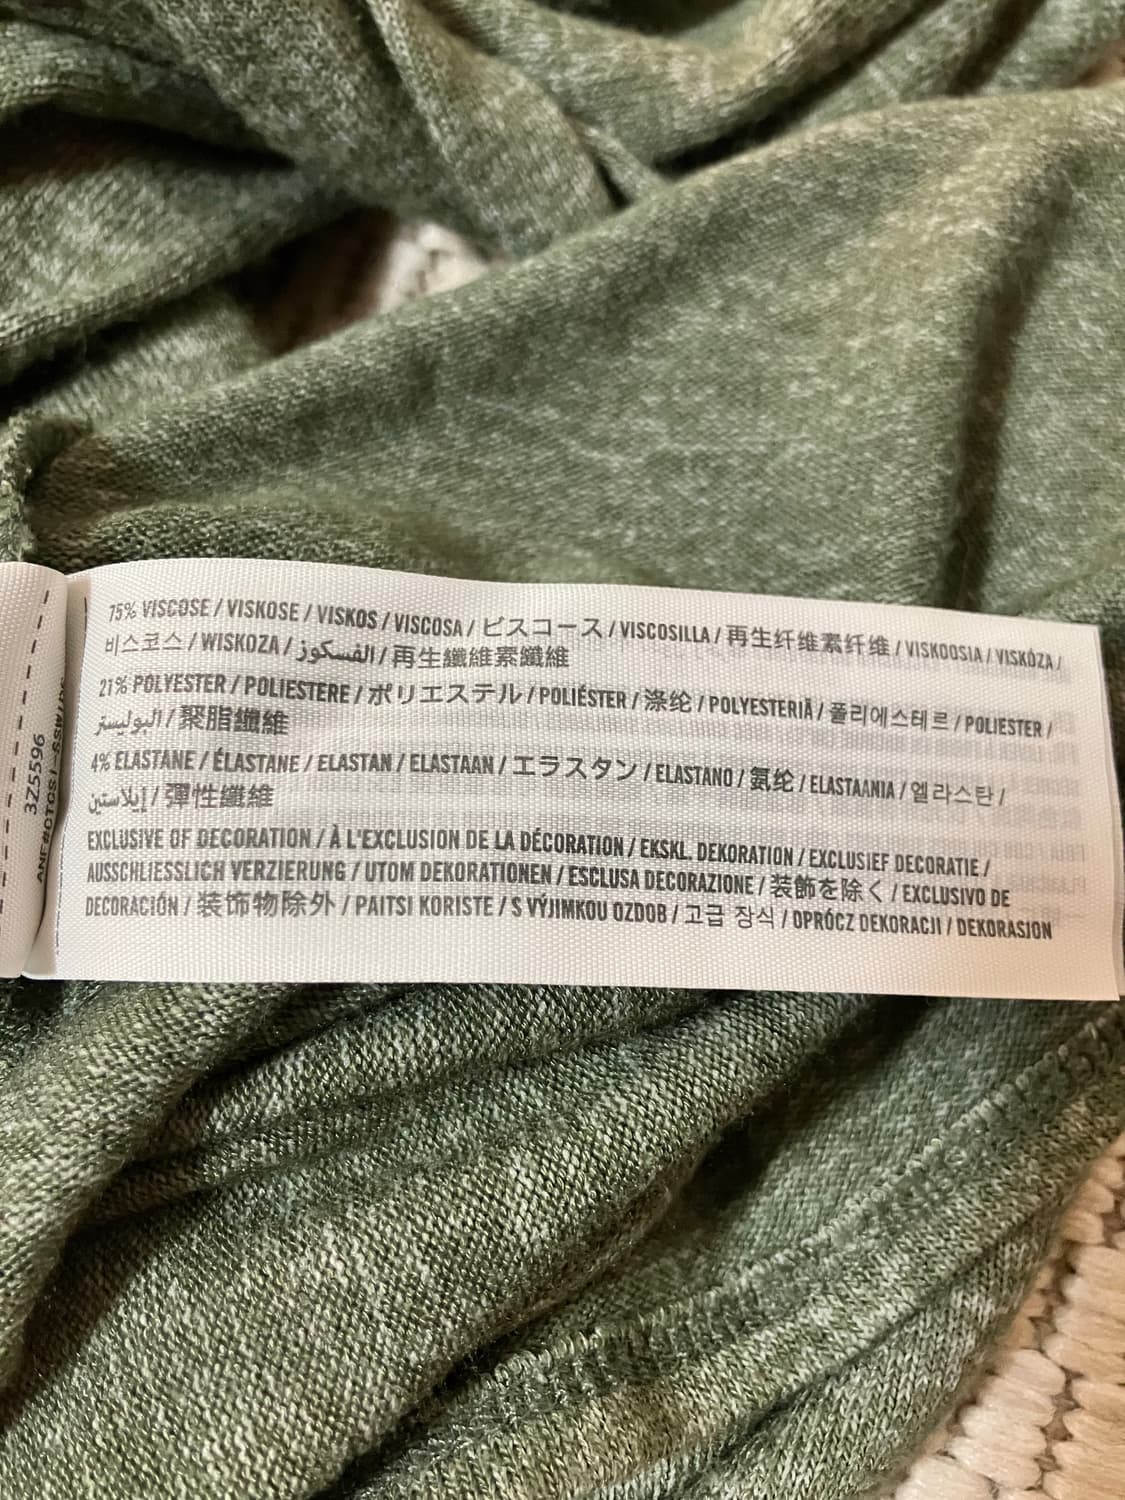 75% VISCOSE / VISKOSE / VISKOS / VISCOSA / ビスコース / VISCOSILLA / 再生纤维素纤维 / VISKOOSIA / VISKÓZA /
비스코스 / WISKOZA / الفسكوز / 再生纖維素纖維
21% POLYESTER / POLIESTERE / ポリエステル / POLIÉSTER / 涤纶 / POLYESTERIÄ / 폴리에스테르 / POLIESTER /
البوليستر / 聚脂纖維
4% ELASTANE / ÉLASTANE / ELASTAN / ELASTAAN / エラスタン / ELASTANO / 氨纶 / ELASTAANIA / 엘라스탄 /
إيلاستين / 彈性纖維
EXCLUSIVE OF DECORATION / À L'EXCLUSION DE LA DÉCORATION / EKSKL. DEKORATION / EXCLUSIEF DECORATIE /
AUSSCHLIESSLICH VERZIERUNG / UTOM DEKORATIONEN / ESCLUSA DECORAZIONE / 装飾を除く / EXCLUSIVO DE
DECORACIÓN / 装饰物除外 / PAITSI KORISTE / S VÝJIMKOU OZDOB / 고급 장식 / OPRÓCZ DEKORACJI / DEKORASJON
3Z5596